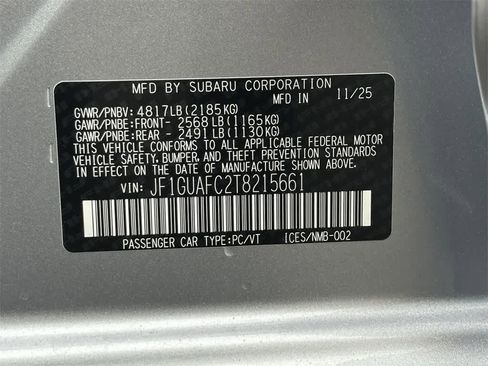 MFD BY SUBARU CORPORATION
MFD IN 11/25
GVWR/PNBV: 4817LB(2185KG)
GAWR/PNBE:FRONT- 2568LB(1165KG)
GAWR/PNBE:REAR - 2491LB(1130KG)
THIS VEHICLE CONFORMS TO ALL APPLICABLE FEDERAL MOTOR
VEHICLE SAFETY, BUMPER, AND THEFT PREVENTION STANDARDS
IN EFFECT ON THE DATE OF MANUFACTURE SHOWN ABOVE.
VIN: JF1GUAFC2T8215661
PASSENGER CAR TYPE:PC/VT ICES/NMB-002